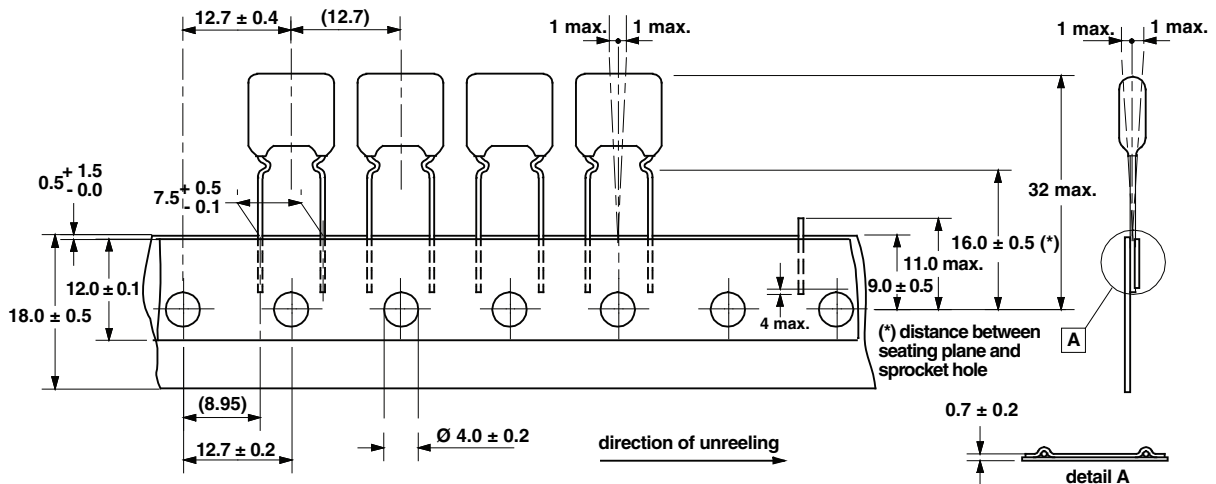 12.7 ± 0.4
(12.7)
1 max.
1 max.
1 max.
1 max.
0.5 + 1.5
- 0.0
7.5 + 0.5
- 0.1
32 max.
16.0 ± 0.5 (*)
11.0 max.
9.0 ± 0.5
12.0 ± 0.1
18.0 ± 0.5
4 max.
(*) distance between
seating plane and
sprocket hole
A
(8.95)
12.7 ± 0.2
Ø 4.0 ± 0.2
direction of unreeling
0.7 ± 0.2
detail A